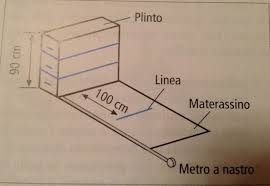 Plinto
90 cm
Linea
100 cm
Materassino
Metro a nastro